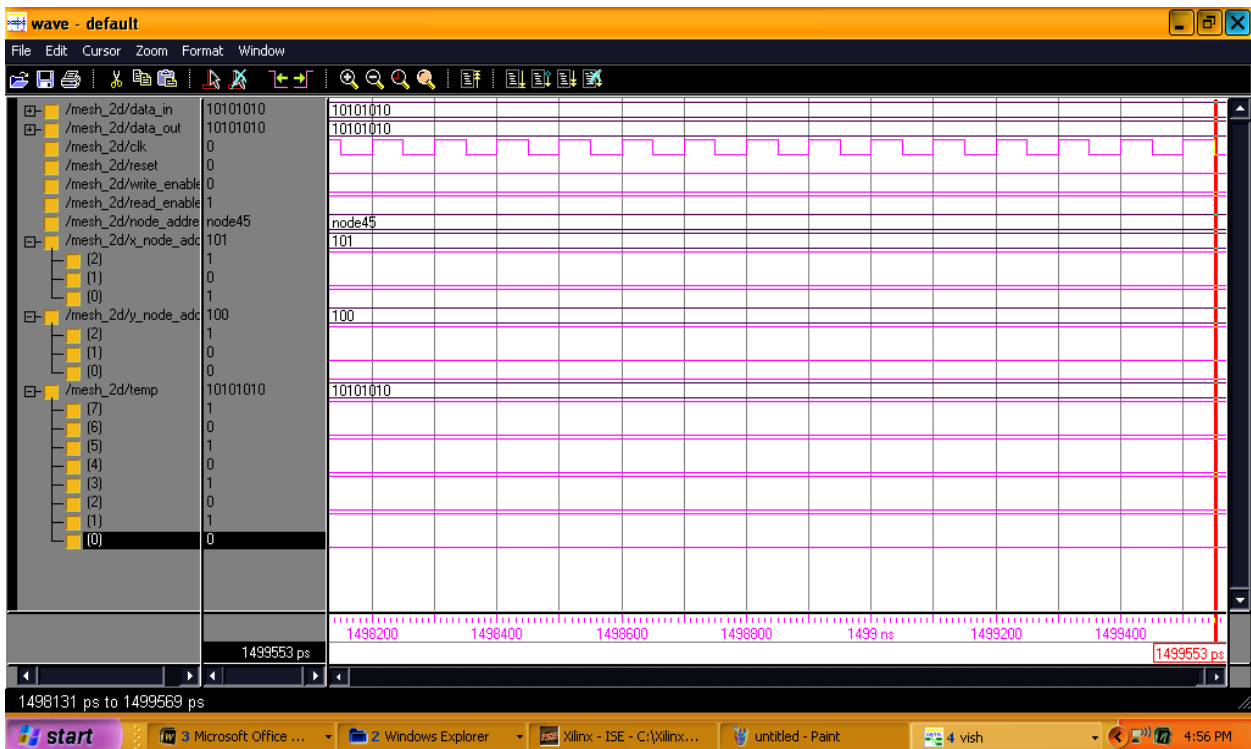 wave - default
File Edit Cursor Zoom Format Window
/mesh_2d/data_in 10101010 10101010
/mesh_2d/data_out 10101010 10101010
/mesh_2d/clk 0
/mesh_2d/reset 0
/mesh_2d/write_enable 0
/mesh_2d/read_enable 1
/mesh_2d/node_addre node45 node45
/mesh_2d/x_node_add 101 101
(2) 1
(1) 0
(0) 1
/mesh_2d/y_node_add 100 100
(2) 1
(1) 0
(0) 0
/mesh_2d/temp 10101010 10101010
(7) 1
(6) 0
(5) 1
(4) 0
(3) 1
(2) 0
(1) 1
(0) 0
1498200 1498400 1498600 1498800 1499 ns 1499200 1499400
1499553 ps 1499553 ps
1498131 ps to 1499569 ps
start 3 Microsoft Office ... 2 Windows Explorer Xilinx - ISE - C:\Xilinx... untitled - Paint 4 vish 4:56 PM